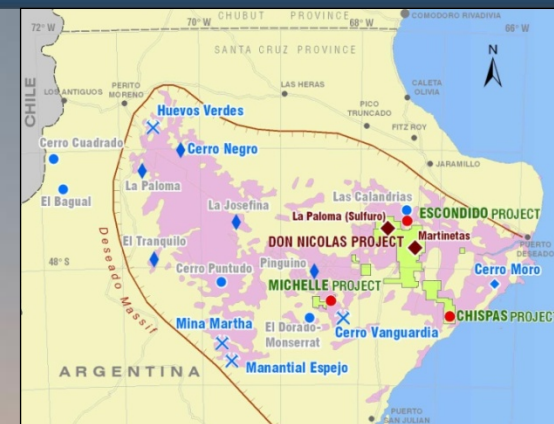 72° W
70° W
CHUBUT PROVINCE
68° W
COMODORO RIVADIVIA
66° W
SANTA CRUZ PROVINCE
N
CHILE
LOS ANTIGUOS
PERITO
MORENO
LAS HERAS
CALETA
OLIVIA
PICO
TRUNCADO
FITZ ROY
JARAMILLO
Huevos Verdes
Cerro Cuadrado
Cerro Negro
La Paloma
El Bagual
La Josefina
Las Calandrias
La Paloma (Sulfuro)
ESCONDIDO PROJECT
DON NICOLAS PROJECT
Martinetas
PUERTO
DESEADO
El Tranquilo
48° S
Cerro Puntudo
Pinguino
Cerro Moro
MICHELLE PROJECT
Deseado Massif
Mina Martha
El Dorado-
Monserrat
Cerro Vanguardia
CHISPAS PROJECT
ARGENTINA
Manantial Espejo
PUERTO
SAN JULIAN